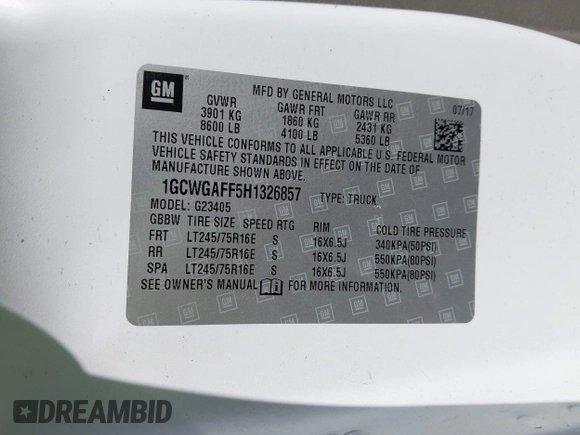 GM
MFD BY GENERAL MOTORS LLC
07/17
GVWR GAWR FRT GAWR RR
3901 KG 1860 KG 2431 KG
8600 LB 4100 LB 5360 LB
THIS VEHICLE CONFORMS TO ALL APPLICABLE U.S. FEDERAL MOTOR
VEHICLE SAFETY STANDARDS IN EFFECT ON THE DATE OF
MANUFACTURE SHOWN ABOVE.
1GCWGAFF5H1326857 TYPE: TRUCK
MODEL: G23405
GBBW TIRE SIZE SPEED RTG RIM COLD TIRE PRESSURE
FRT LT245/75R16E S 16X6.5J 340KPA(50PSI)
RR LT245/75R16E S 16X6.5J 550KPA(80PSI)
SPA LT245/75R16E S 16X6.5J 550KPA(80PSI)
SEE OWNER'S MANUAL FOR MORE INFORMATION.
DREAMBID